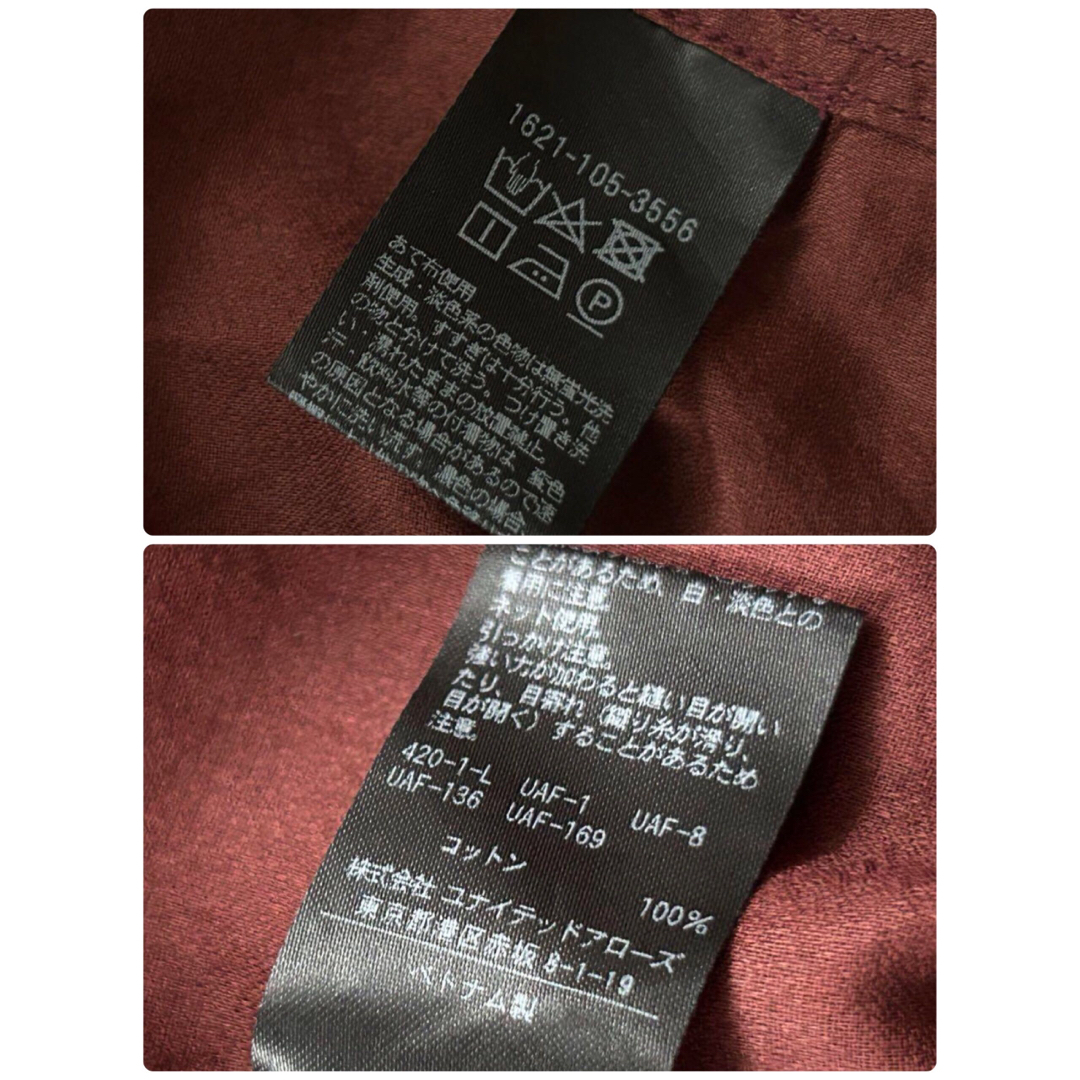 1621-105-3556
P
あて布使用
生成・淡色系の色物は無蛍光洗
剤使用。すすぎは十分行う。他
の物と分けて洗う。つけ置き洗
い・濡れたままの放置禁止。
汗・飲料水等の付着物は、変色
の原因となる場合があるので速
やかに洗い流す 濃色の場合、
ことがあるため、白・淡色との
着用に注意
ネット使用
引っかけ注意
強い力が加わると縫い目が開い
たり、目寄れ（織り糸が滑り、
目が開く）することがあるため
注意
420-1-L UAF-1 UAF-8
UAF-136 UAF-169
コットン 100%
株式会社 ユナイテッドアローズ
東京都港区赤坂 8-1-19
ベトナム製